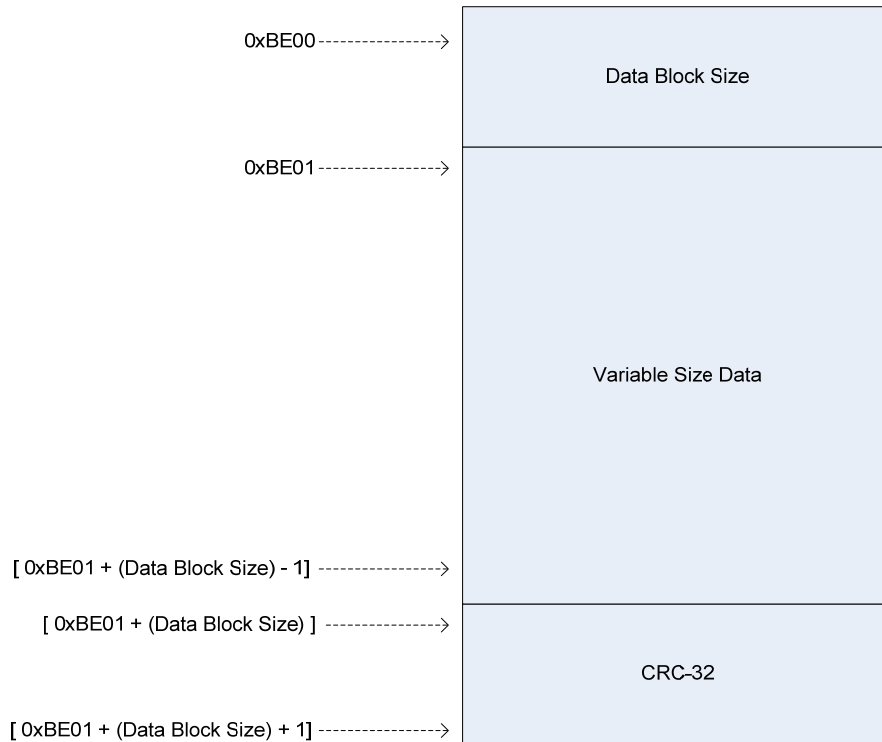 0xBE00
Data Block Size
0xBE01
Variable Size Data
[ 0xBE01 + (Data Block Size) - 1]
[ 0xBE01 + (Data Block Size) ]
CRC-32
[ 0xBE01 + (Data Block Size) + 1]